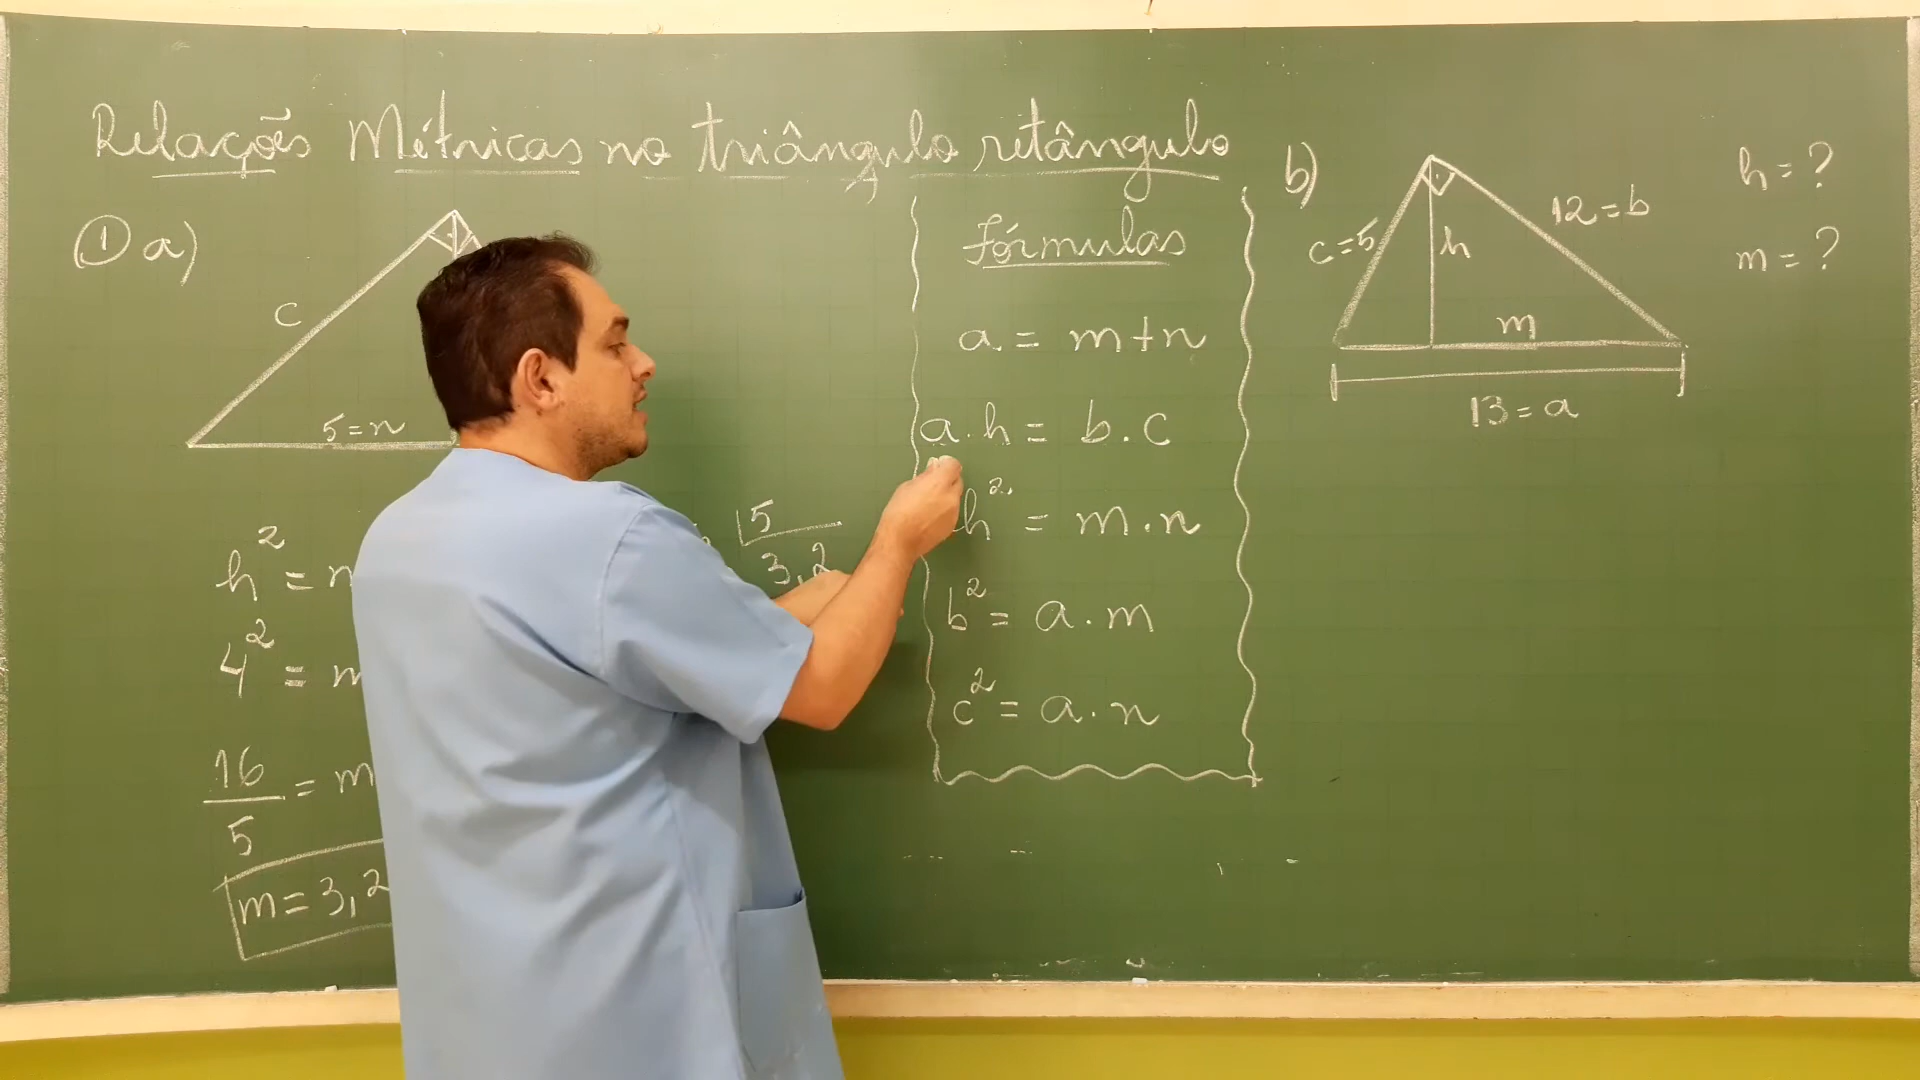 Relações Métricas no triângulo retângulo
① a)
c
5=n
h² = 
4² = 
16/5 = m
m = 3,2
5
3,2
Fórmulas
a = m+n
a.h = b.c
h² = m.n
b² = a.m
c² = a.n
b)
c=5
h
12=b
m
13=a
h = ?
m = ?